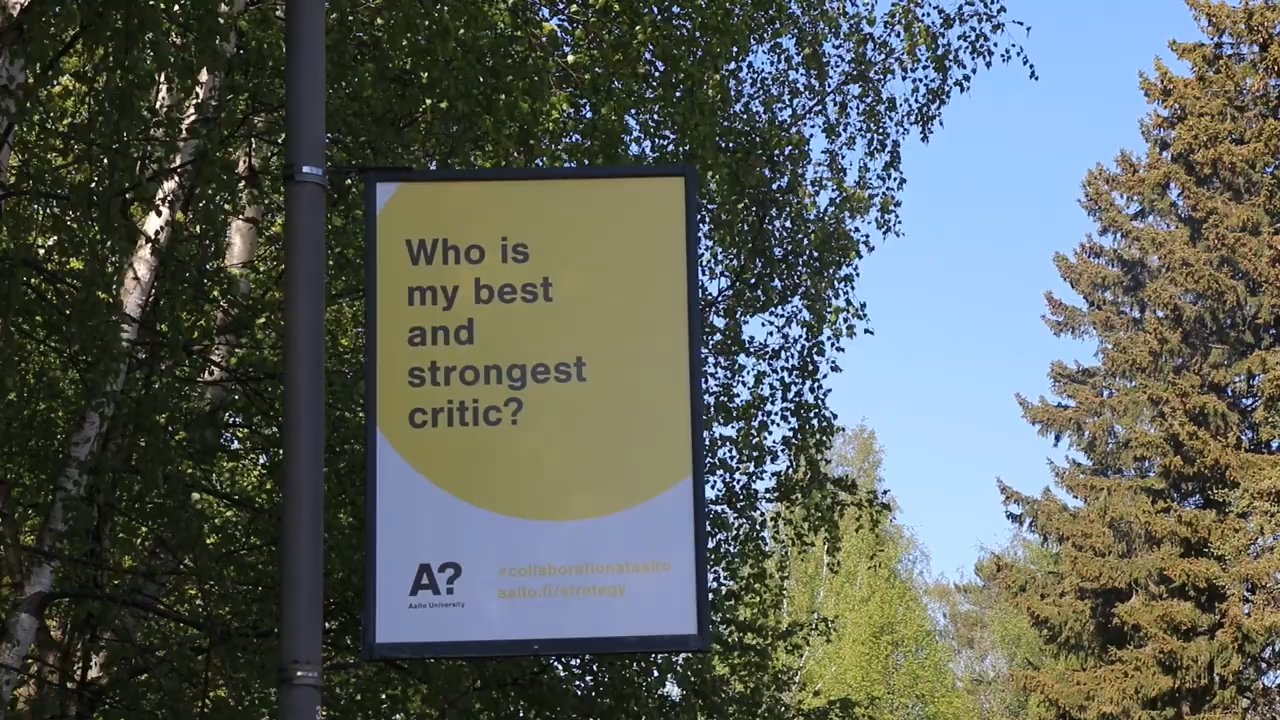 Who is
my best
and
strongest
critic?
A?
Aalto University
#collaborationataalto
aalto.fi/strategy